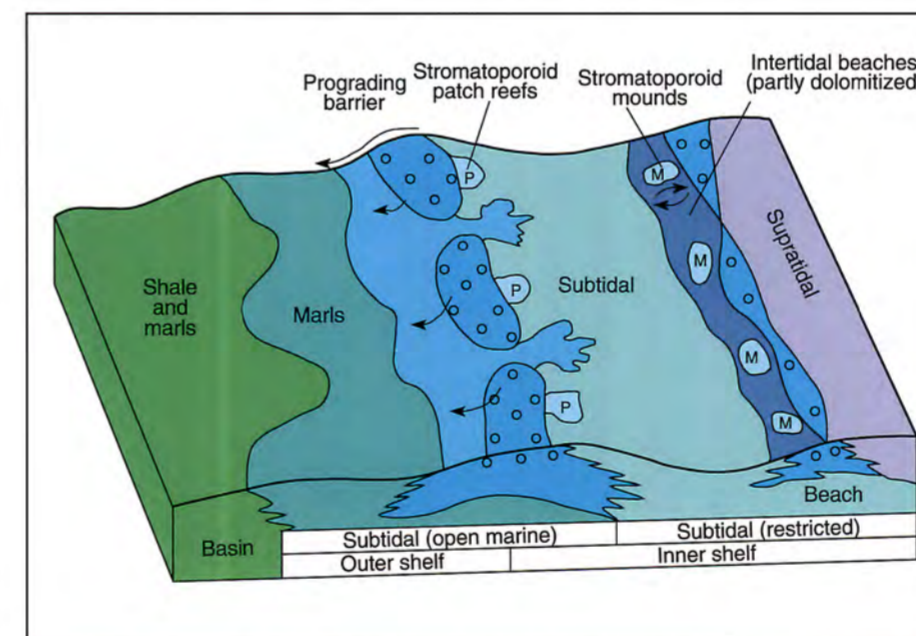 Prograding
barrier
Stromatoporoid
patch reefs
Stromatoporoid
mounds
Intertidal beaches
(partly dolomitized
P
M
Supratidal
Shale
and
marls
Marls
P
Subtidal
M
M
P
M
Beach
Basin
Subtidal (open marine)
Subtidal (restricted)
Outer shelf
Inner shelf